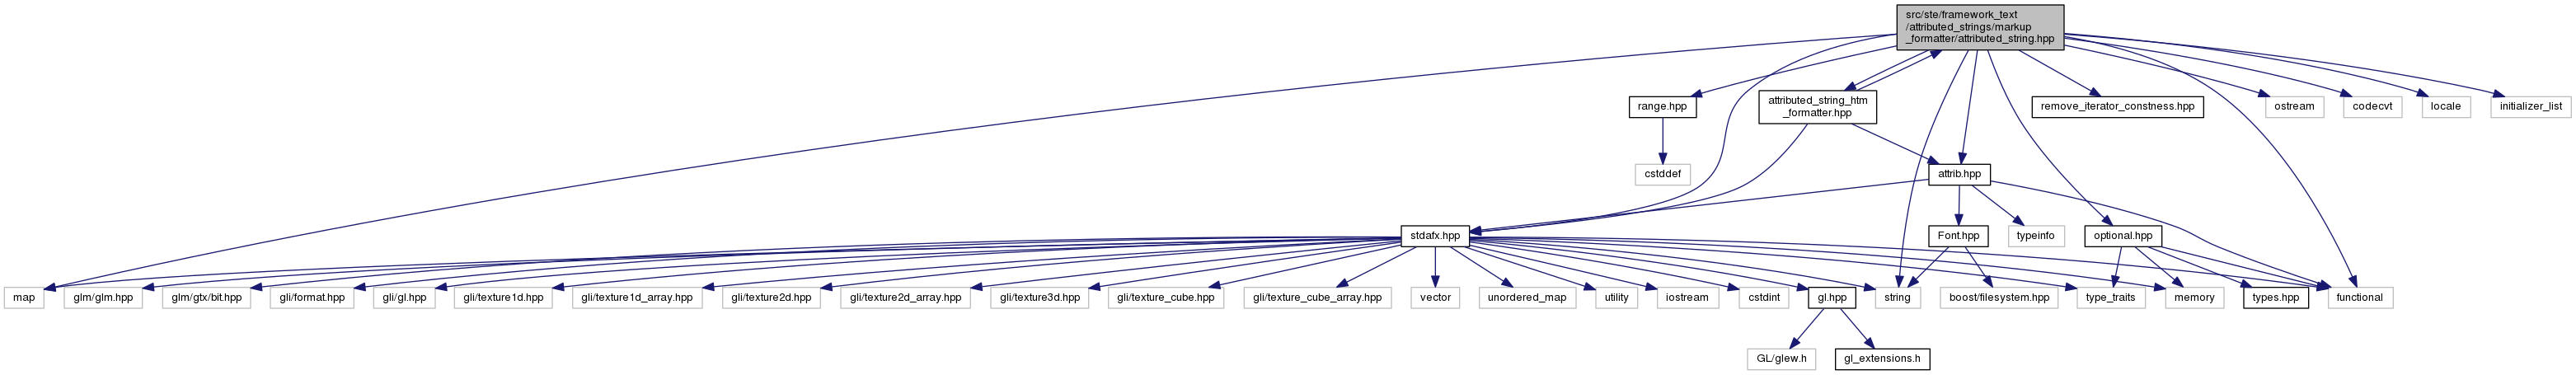 src/ste/framework_text
/attributed_strings/markup
_formatter/attributed_string.hpp
range.hpp
attributed_string_htm
_formatter.hpp
remove_iterator_constness.hpp
ostream
codecvt
locale
initializer_list
cstddef
attrib.hpp
stdafx.hpp
Font.hpp
typeinfo
optional.hpp
map
glm/glm.hpp
glm/gtx/bit.hpp
gli/format.hpp
gli/gl.hpp
gli/texture1d.hpp
gli/texture1d_array.hpp
gli/texture2d.hpp
gli/texture2d_array.hpp
gli/texture3d.hpp
gli/texture_cube.hpp
gli/texture_cube_array.hpp
vector
unordered_map
utility
iostream
cstdint
gl.hpp
string
boost/filesystem.hpp
type_traits
memory
types.hpp
functional
GL/glew.h
gl_extensions.h